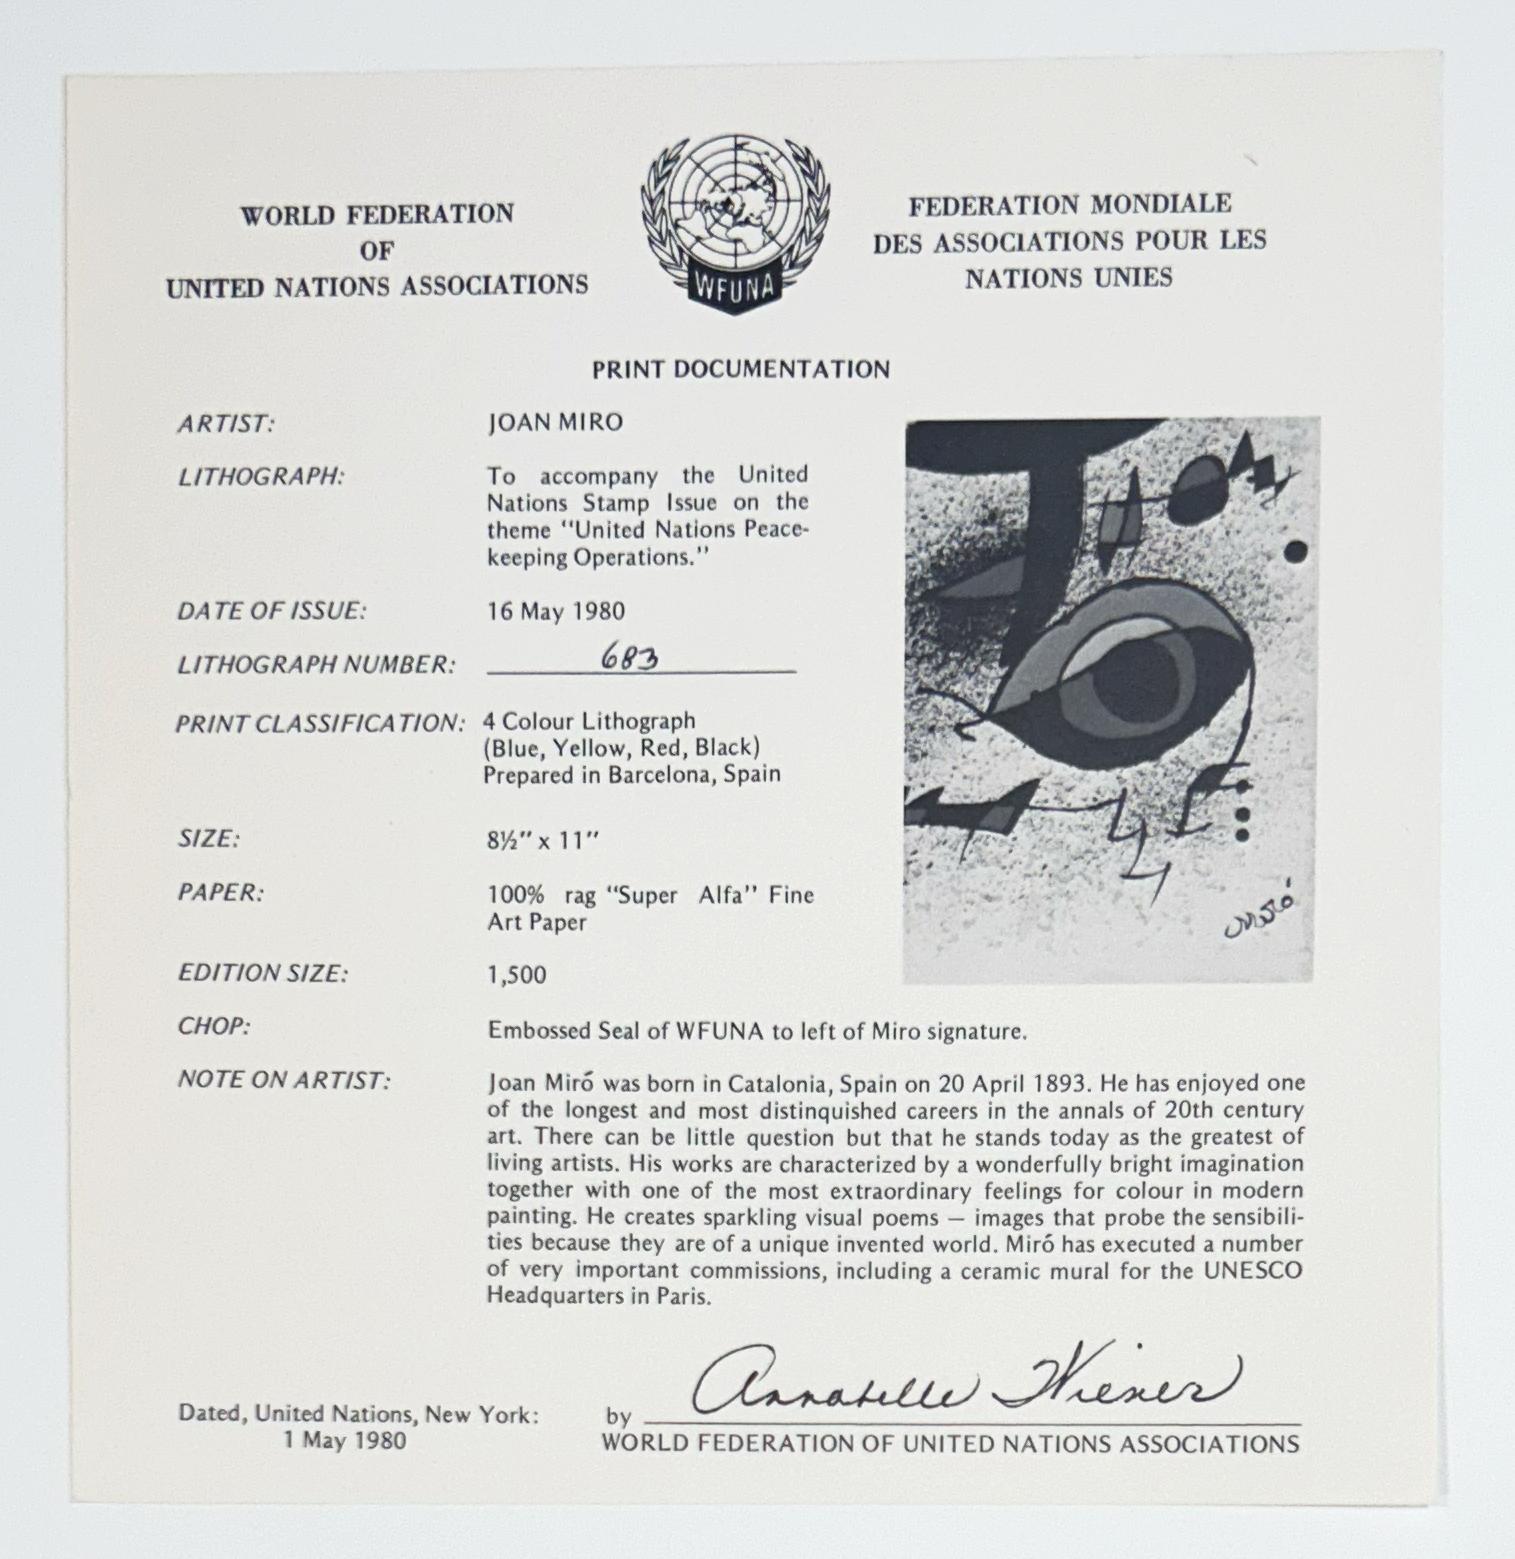 WORLD FEDERATION
OF
UNITED NATIONS ASSOCIATIONS
WFUNA
FEDERATION MONDIALE
DES ASSOCIATIONS POUR LES
NATIONS UNIES
PRINT DOCUMENTATION
ARTIST: JOAN MIRO
LITHOGRAPH: To accompany the United
Nations Stamp Issue on the
theme "United Nations Peace-
keeping Operations."
DATE OF ISSUE: 16 May 1980
LITHOGRAPH NUMBER: 683
PRINT CLASSIFICATION: 4 Colour Lithograph
(Blue, Yellow, Red, Black)
Prepared in Barcelona, Spain
SIZE: 8½" x 11"
PAPER: 100% rag "Super Alfa" Fine
Art Paper
EDITION SIZE: 1,500
Miró
CHOP: Embossed Seal of WFUNA to left of Miro signature.
NOTE ON ARTIST: Joan Miró was born in Catalonia, Spain on 20 April 1893. He has enjoyed one
of the longest and most distinquished careers in the annals of 20th century
art. There can be little question but that he stands today as the greatest of
living artists. His works are characterized by a wonderfully bright imagination
together with one of the most extraordinary feelings for colour in modern
painting. He creates sparkling visual poems — images that probe the sensibili-
ties because they are of a unique invented world. Miró has executed a number
of very important commissions, including a ceramic mural for the UNESCO
Headquarters in Paris.
Dated, United Nations, New York:
1 May 1980
by Annabelle Wiener
WORLD FEDERATION OF UNITED NATIONS ASSOCIATIONS